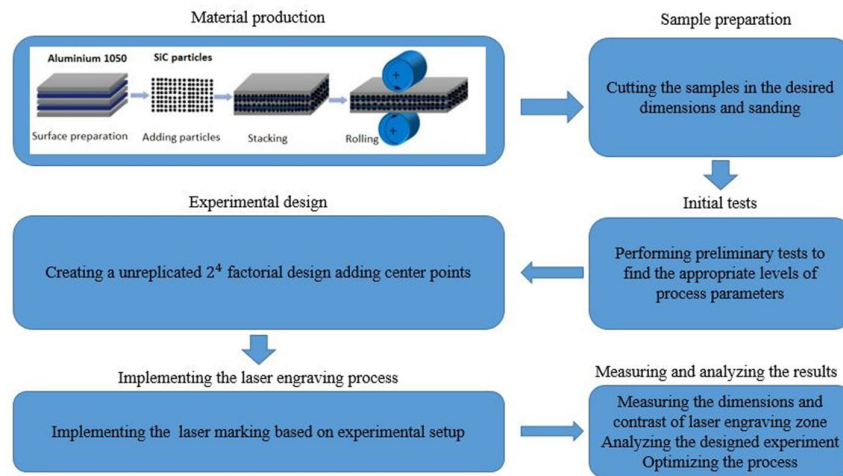 Material production
Aluminium 1050
SiC particles
Surface preparation
Adding particles
Stacking
Rolling
Sample preparation
Cutting the samples in the desired
dimensions and sanding
Initial tests
Performing preliminary tests to
find the appropriate levels of
process parameters
Experimental design
Creating a unreplicated 2⁴ factorial design adding center points
Implementing the laser engraving process
Implementing the laser marking based on experimental setup
Measuring and analyzing the results
Measuring the dimensions and
contrast of laser engraving zone
Analyzing the designed experiment
Optimizing the process